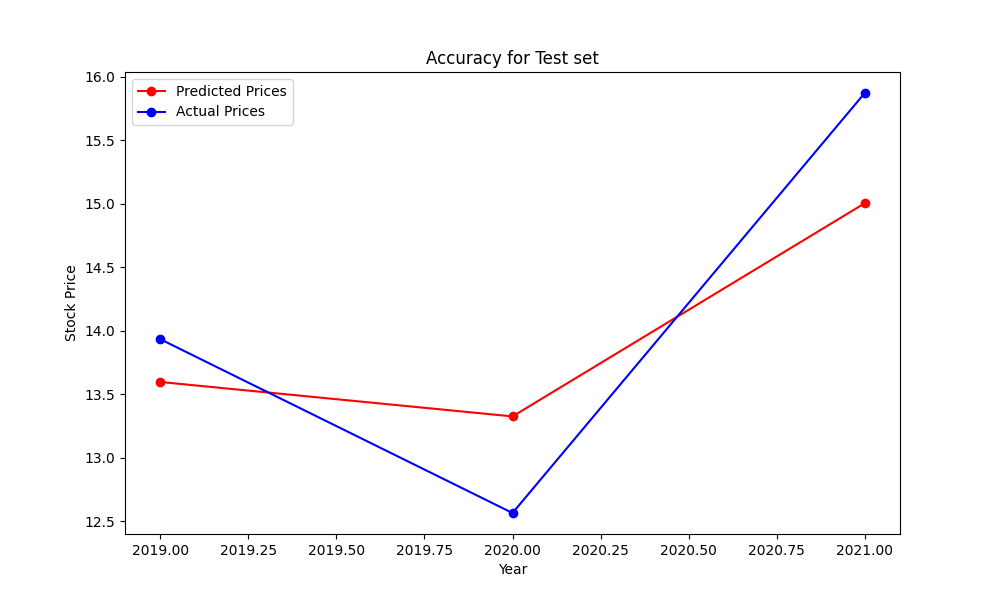 Accuracy for Test set
Predicted Prices
Actual Prices
16.0
15.5
15.0
14.5
14.0
13.5
13.0
12.5
Stock Price
2019.00 2019.25 2019.50 2019.75 2020.00 2020.25 2020.50 2020.75 2021.00
Year